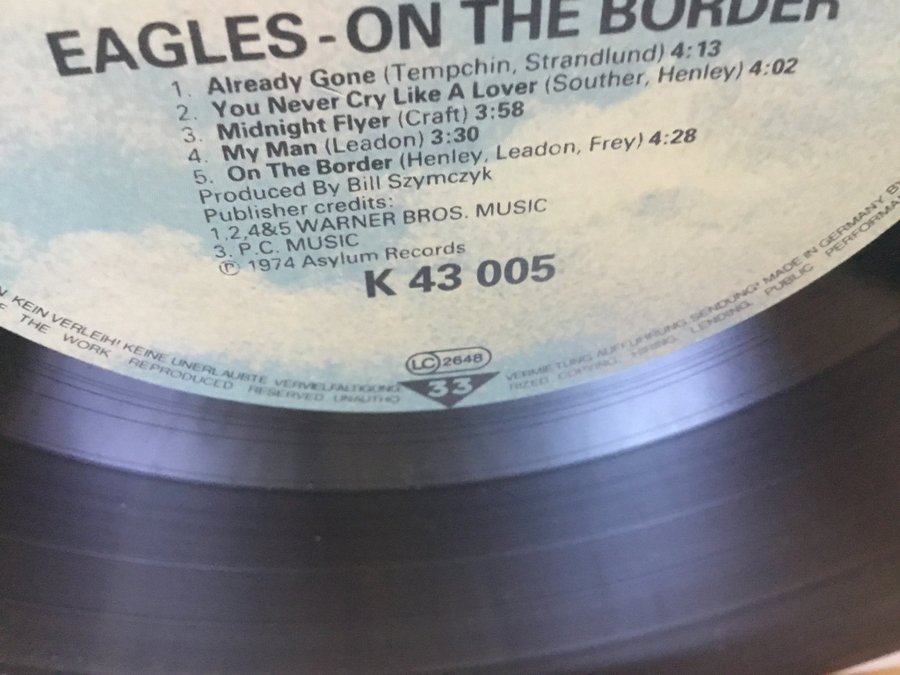 EAGLES - ON THE BORDER
1. Already Gone (Tempchin, Strandlund) 4:13
2. You Never Cry Like A Lover (Souther, Henley) 4:02
3. Midnight Flyer (Craft) 3:58
4. My Man (Leadon) 3:30
5. On The Border (Henley, Leadon, Frey) 4:28
Produced By Bill Szymczyk
Publisher credits:
1,2,4&5 WARNER BROS. MUSIC
3. P.C. MUSIC
℗ 1974 Asylum Records
K 43 005
LC 2648
33
KEIN VERLEIH! KEINE UNERLAUBTE VERVIELFÄLTIGUNG, VERMIETUNG, AUFFÜHRUNG, SENDUNG! MADE IN GERMANY BY
THE WORK REPRODUCED RESERVED UNAUTHORIZED COPYING, HIRING, LENDING, PUBLIC PERFORMA